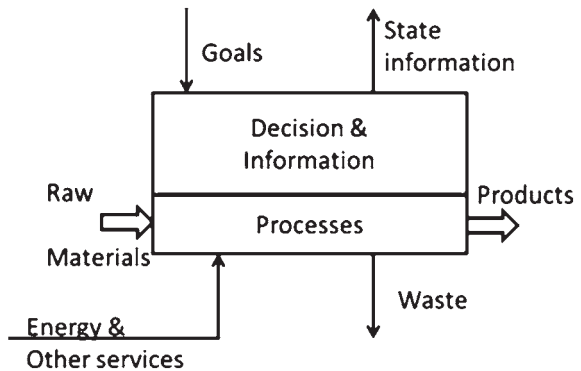 Goals
State
information
Decision &
Information
Raw
Materials
Processes
Products
Waste
Energy &
Other services